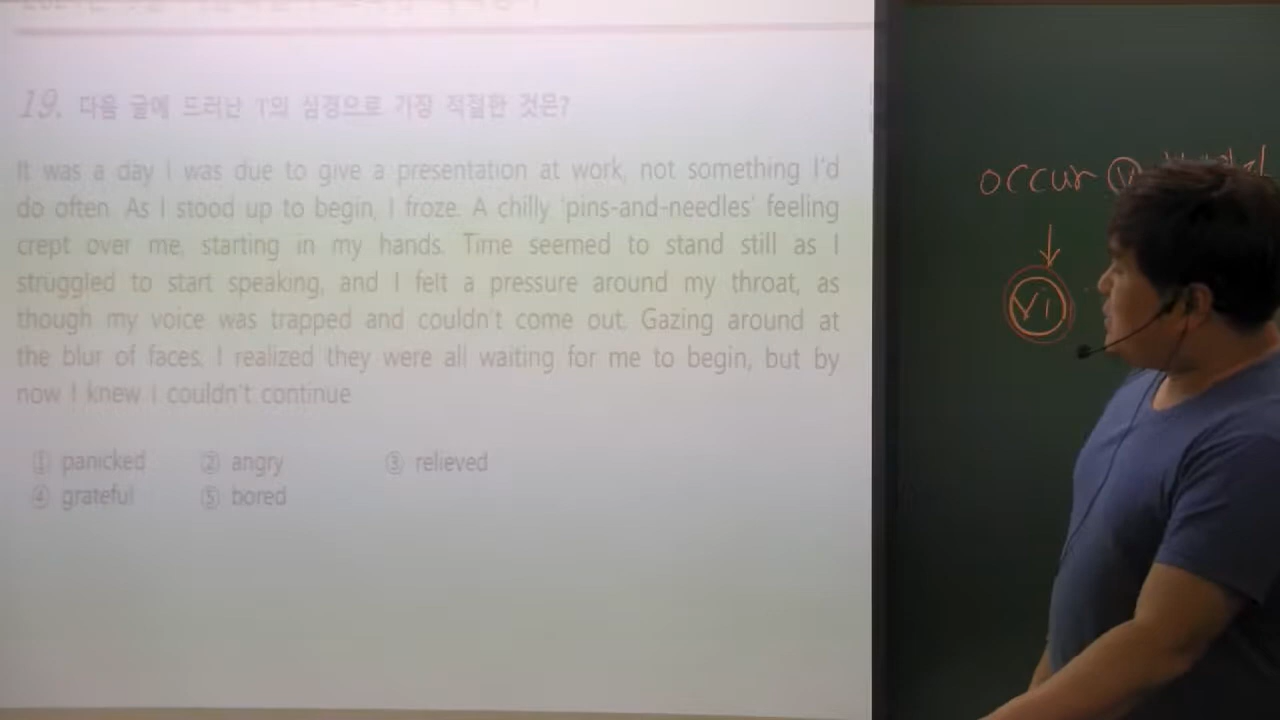 19. 다음 글에 드러난 'I'의 심경으로 가장 적절한 것은?
It was a day I was due to give a presentation at work, not something I'd
do often. As I stood up to begin, I froze. A chilly 'pins-and-needles' feeling
crept over me, starting in my hands. Time seemed to stand still as I
struggled to start speaking, and I felt a pressure around my throat, as
though my voice was trapped and couldn't come out. Gazing around at
the blur of faces, I realized they were all waiting for me to begin, but by
now I knew I couldn't continue
① panicked ② angry ③ relieved
④ grateful ⑤ bored
occur
vi